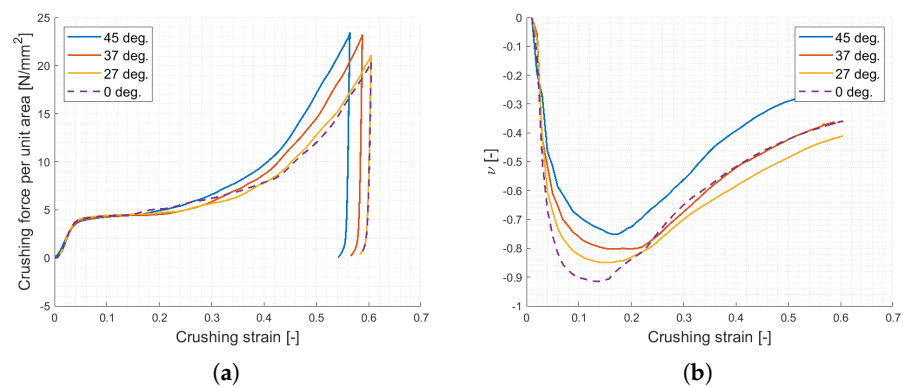 25
20
15
10
5
0
-5
0
0.1
0.2
0.3
0.4
0.5
0.6
0.7
Crushing force per unit area [N/mm²]
Crushing strain [-]
45 deg.
37 deg.
27 deg.
0 deg.
(a)
0
-0.1
-0.2
-0.3
-0.4
-0.5
-0.6
-0.7
-0.8
-0.9
-1
0
0.1
0.2
0.3
0.4
0.5
0.6
0.7
ν [-]
Crushing strain [-]
45 deg.
37 deg.
27 deg.
0 deg.
(b)